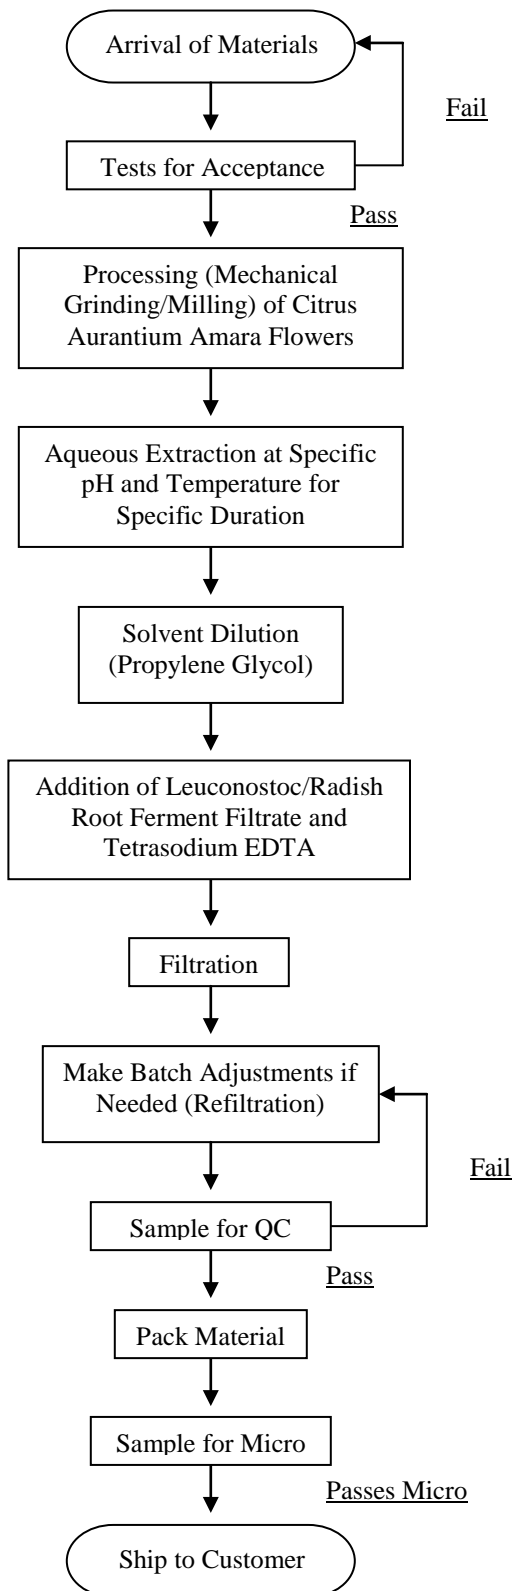 Arrival of Materials
Fail
Tests for Acceptance
Pass
Processing (Mechanical
Grinding/Milling) of Citrus
Aurantium Amara Flowers
Aqueous Extraction at Specific
pH and Temperature for
Specific Duration
Solvent Dilution
(Propylene Glycol)
Addition of Leuconostoc/Radish
Root Ferment Filtrate and
Tetrasodium EDTA
Filtration
Make Batch Adjustments if
Needed (Refiltration)
Fail
Sample for QC
Pass
Pack Material
Sample for Micro
Passes Micro
Ship to Customer